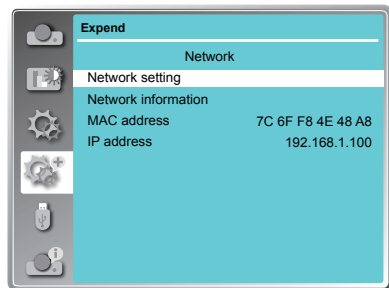 Expend
Network
Network setting
Network information
MAC address 7C 6F F8 4E 48 A8
IP address 192.168.1.100